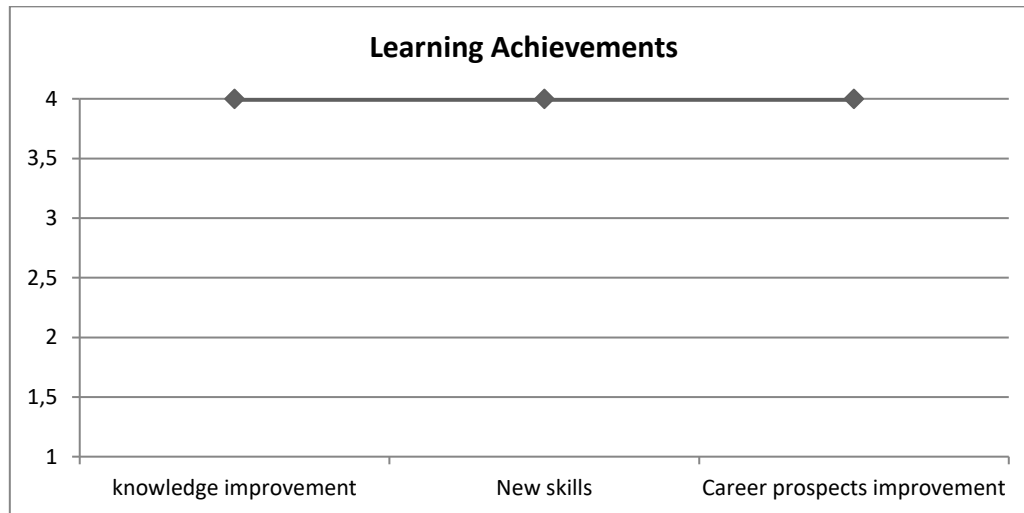 Learning Achievements
4
3,5
3
2,5
2
1,5
1
knowledge improvement
New skills
Career prospects improvement